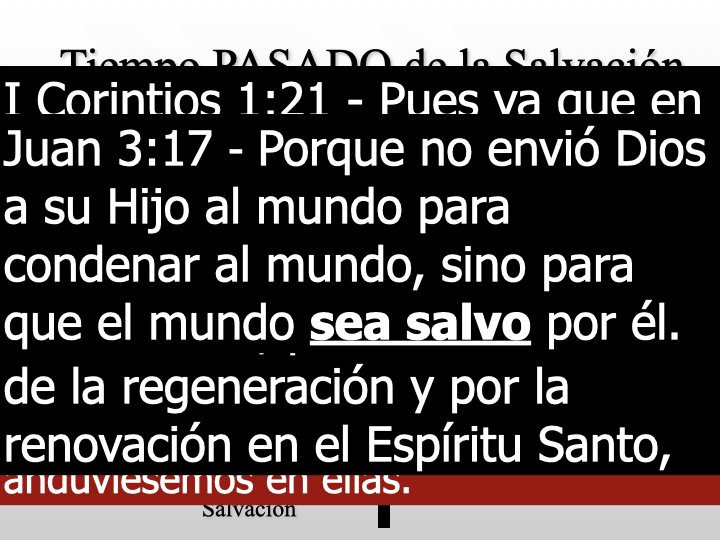 Tiempo PASADO de la Salvación
I Corintios 1:21 - Pues ya que en
Juan 3:17 - Porque no envió Dios
a su Hijo al mundo para
condenar al mundo, sino para
que el mundo sea salvo por él.
de la regeneración y por la
renovación en el Espíritu Santo,
anduviésemos en ellas.
Salvación